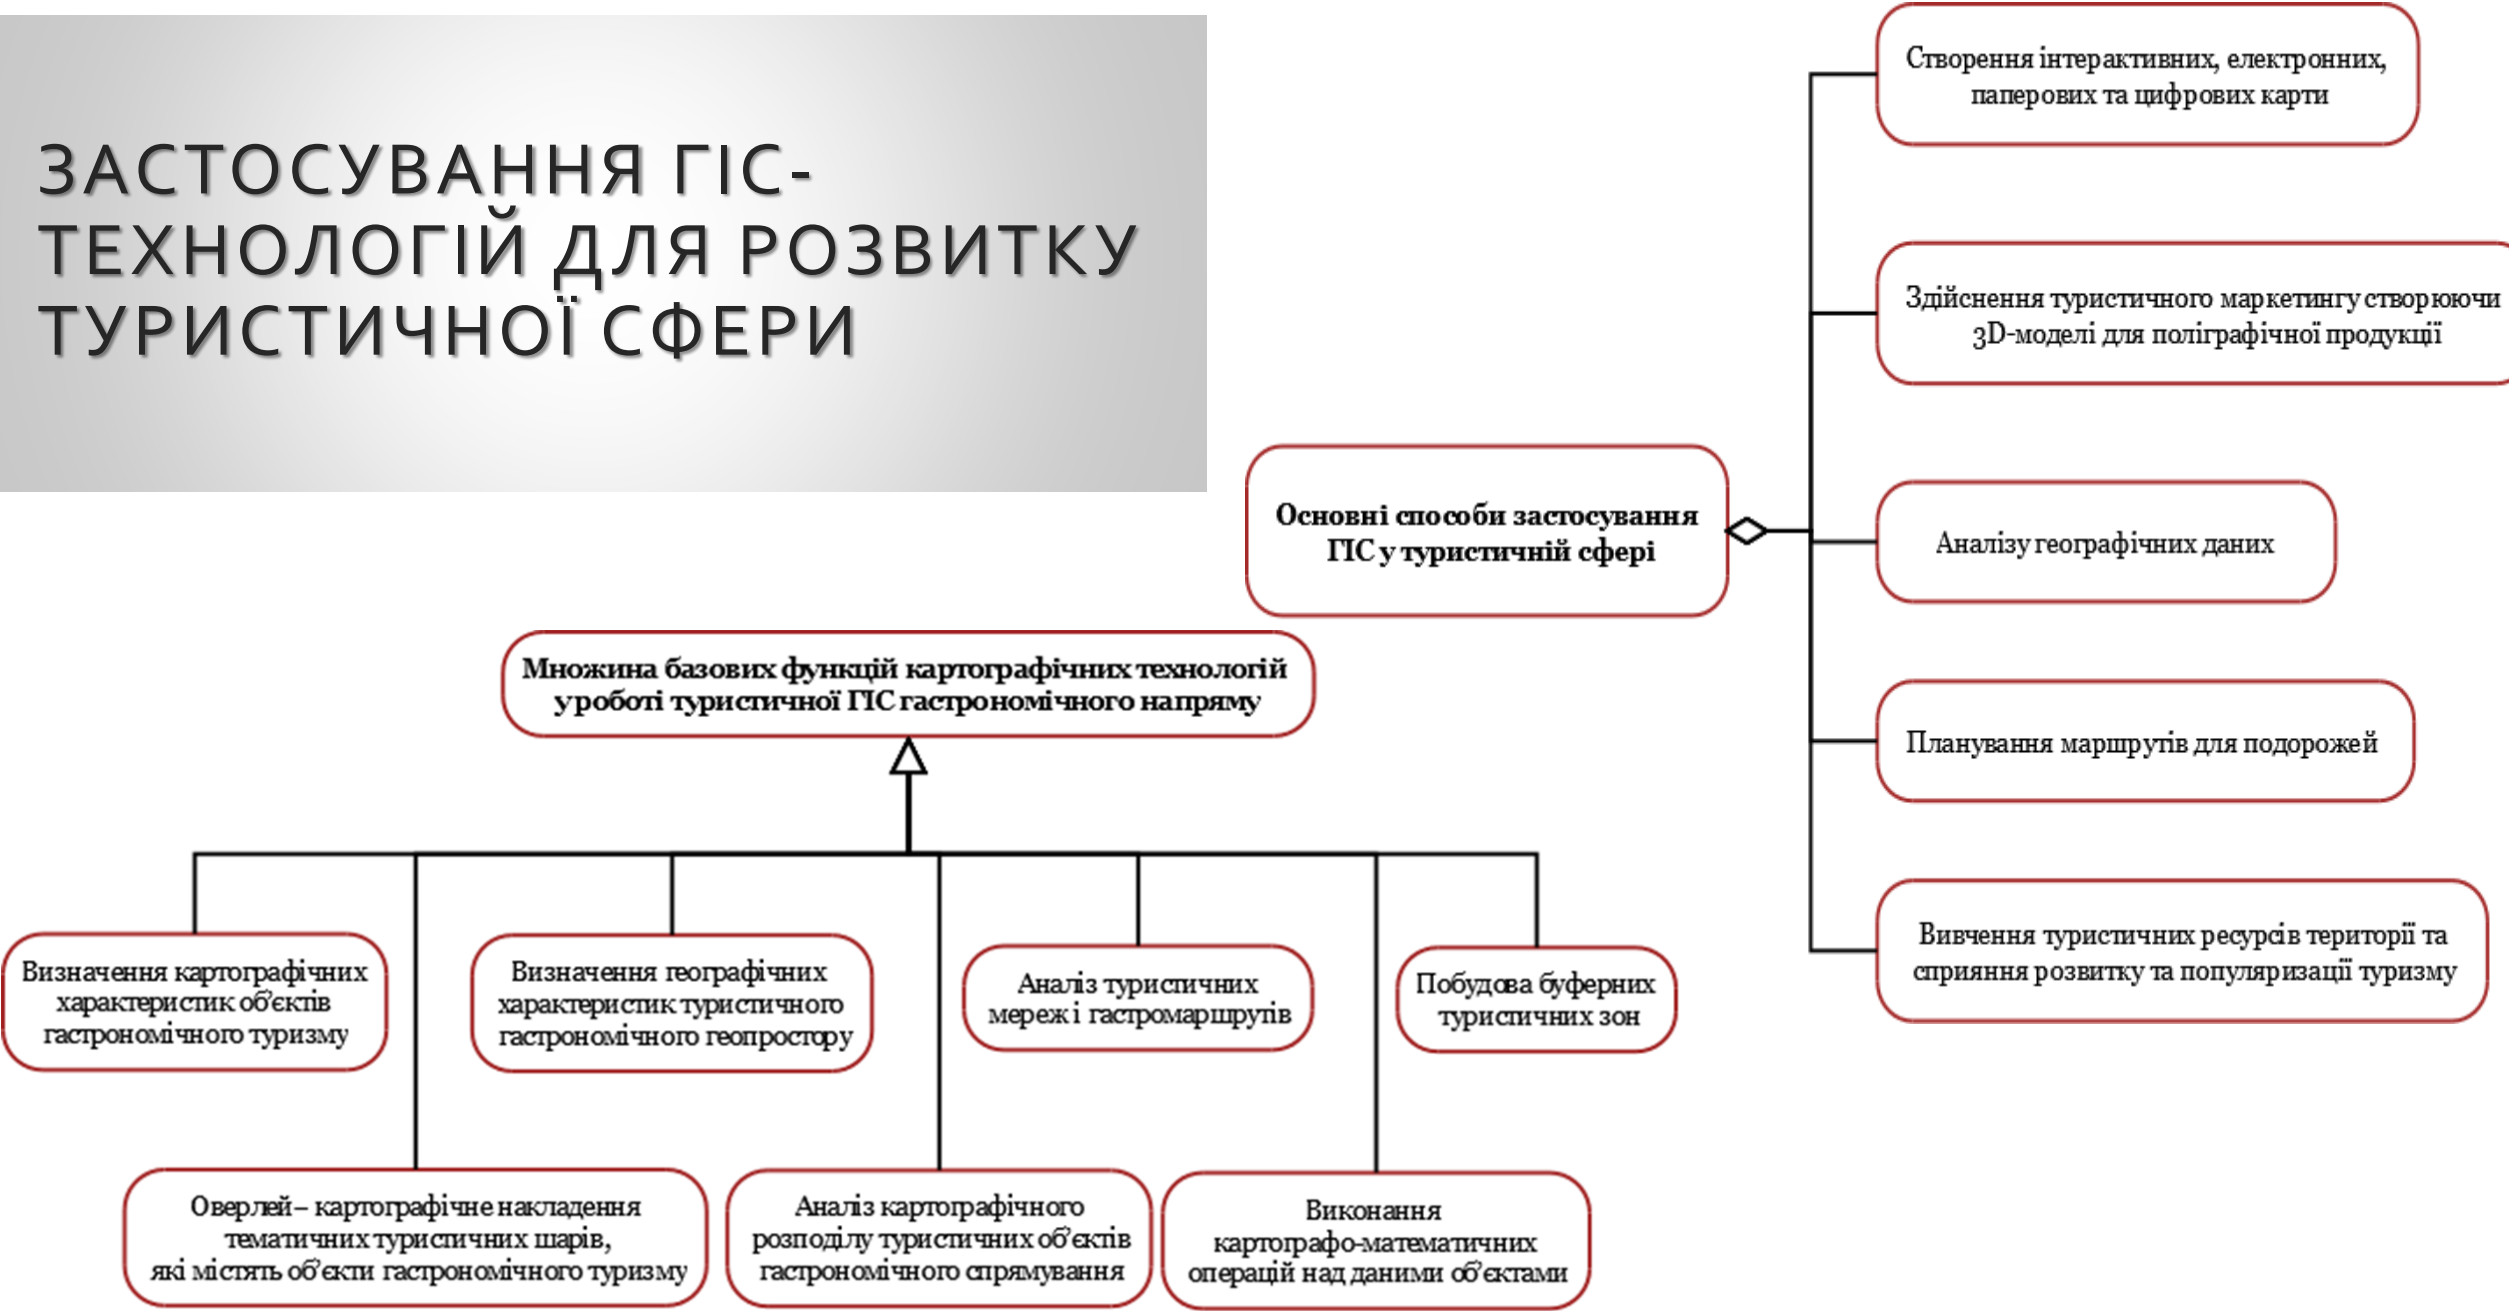 ЗАСТОСУВАННЯ ГІС-
ТЕХНОЛОГІЙ ДЛЯ РОЗВИТКУ
ТУРИСТИЧНОЇ СФЕРИ
Створення інтерактивних, електронних,
паперових та цифрових карти
Здійснення туристичного маркетингу створюючи
3D-моделі для поліграфічної продукції
Основні способи застосування
ГІС у туристичній сфері
Аналізу географічних даних
Планування маршрутів для подорожей
Вивчення туристичних ресурсів території та
сприяння розвитку та популяризації туризму
Множина базових функцій картографічних технологій
у роботі туристичної ГІС гастрономічного напряму
Визначення картографічних
характеристик об’єктів
гастрономічного туризму
Визначення географічних
характеристик туристичного
гастрономічного геопростору
Аналіз туристичних
мереж і гастромаршрутів
Побудова буферних
туристичних зон
Оверлей – картографічне накладення
тематичних туристичних шарів,
які містять об’єкти гастрономічного туризму
Аналіз картографічного
розподілу туристичних об’єктів
гастрономічного спрямування
Виконання
картографо-математичних
операцій над даними об’єктами